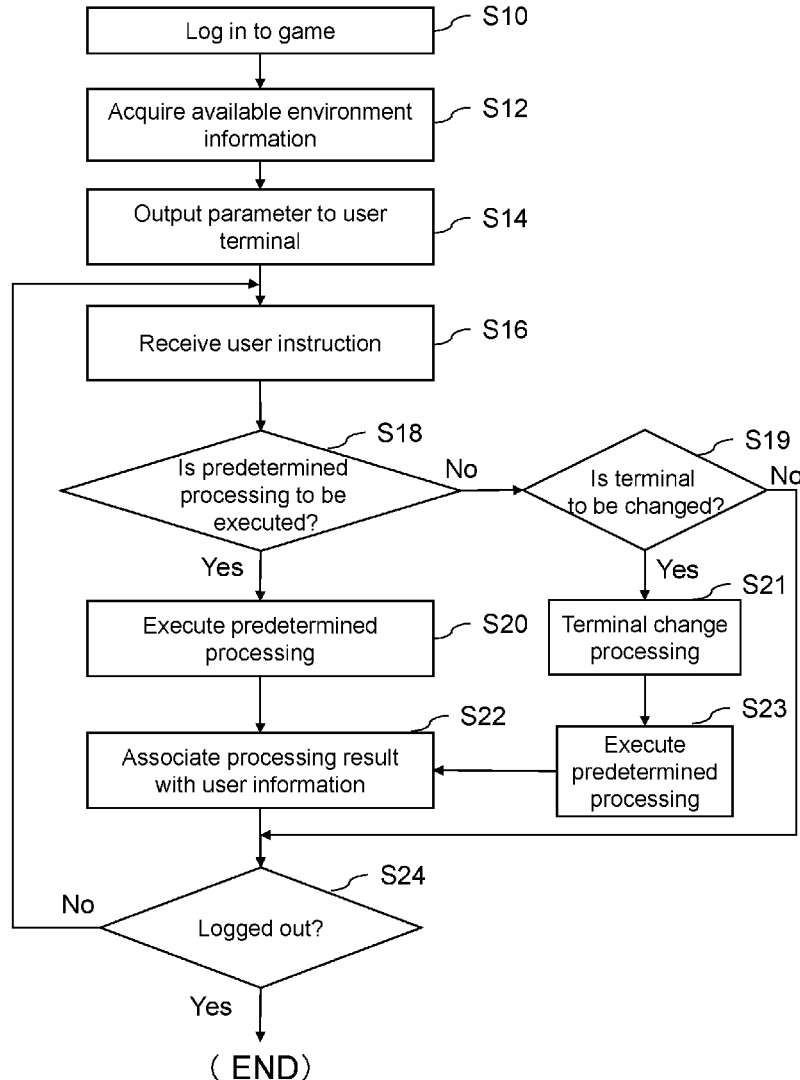 Log in to game
S10
Acquire available environment
information
S12
Output parameter to user
terminal
S14
Receive user instruction
S16
S18
Is predetermined
processing to be
executed?
No
Yes
S19
Is terminal
to be changed?
No
Yes
Execute predetermined
processing
S20
S21
Terminal change
processing
S22
Associate processing result
with user information
S23
Execute
predetermined
processing
S24
Logged out?
No
Yes
( END)